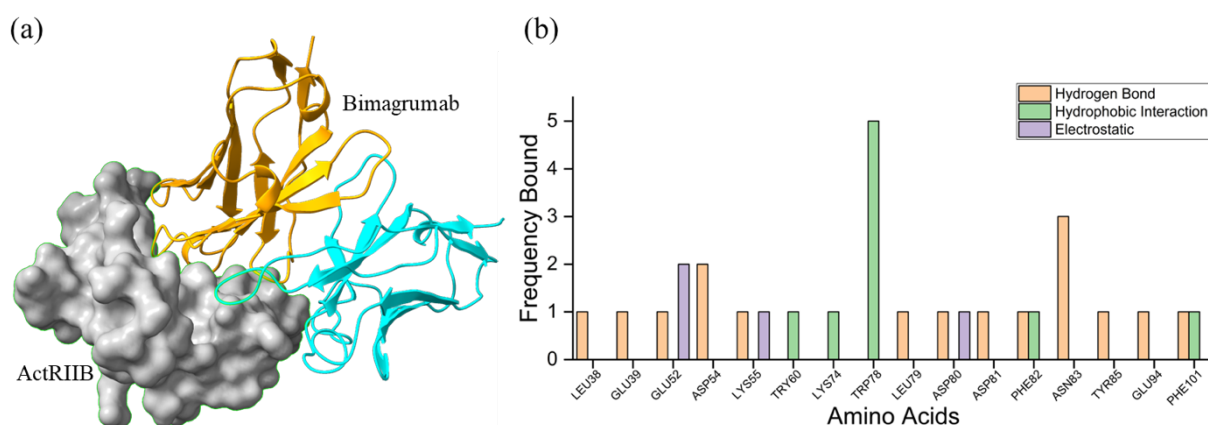 (a)
Bimagrumab
ActRIIB
(b)
Hydrogen Bond
Hydrophobic Interaction
Electrostatic
Frequency Bound
5
4
3
2
1
0
LEU38
GLU39
GLU52
ASP54
LYS55
TRY60
LYS74
TRP78
LEU79
ASP80
ASP81
PHE82
ASN83
TYR85
GLU94
PHE101
Amino Acids